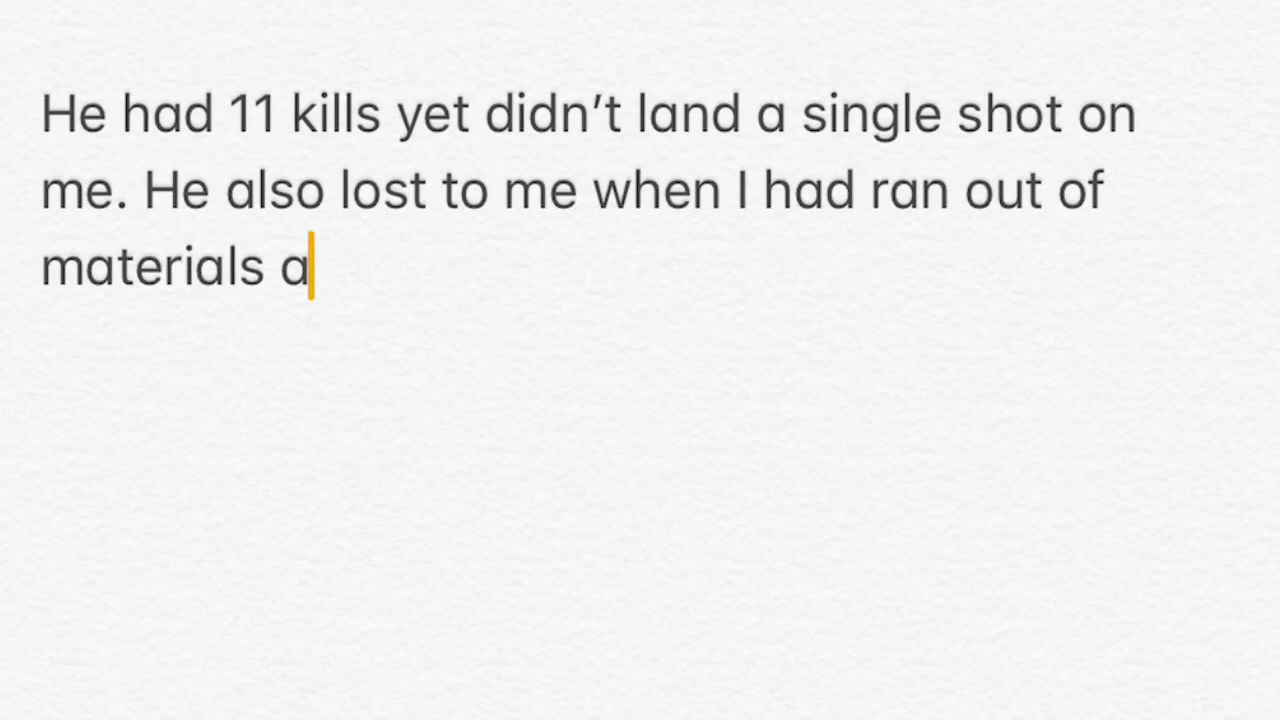 He had 11 kills yet didn’t land a single shot on
me. He also lost to me when I had ran out of
materials a